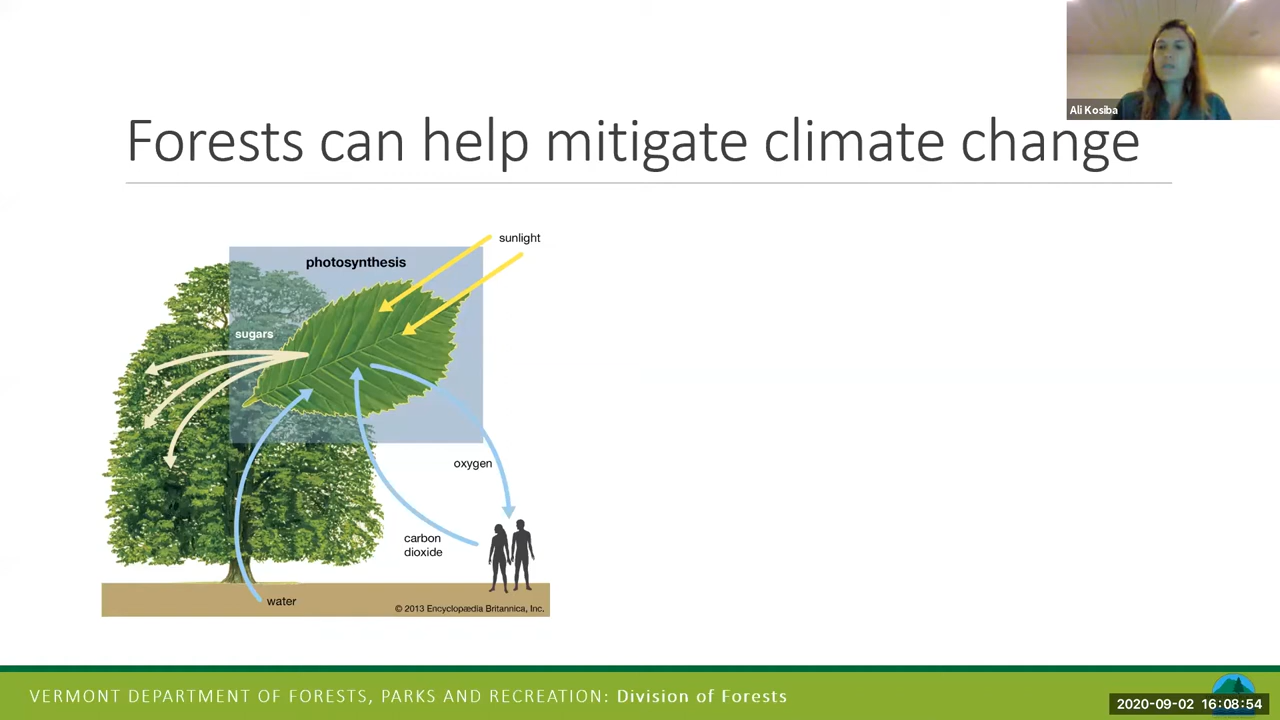 Ali Kosiba
Forests can help mitigate climate change
sunlight
photosynthesis
sugars
oxygen
carbon
dioxide
water
© 2013 Encyclopædia Britannica, Inc.
VERMONT DEPARTMENT OF FORESTS, PARKS AND RECREATION: Division of Forests
2020-09-02 16:08:54